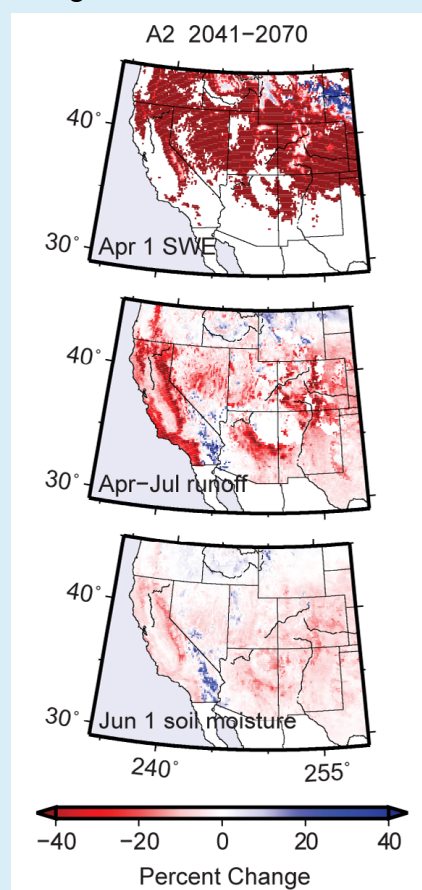 A2 2041−2070
40˚
30˚
Apr 1 SWE
40˚
30˚
Apr−Jul runoff
40˚
30˚
Jun 1 soil moisture
240˚ 255˚
−40 −20 0 20 40
Percent Change